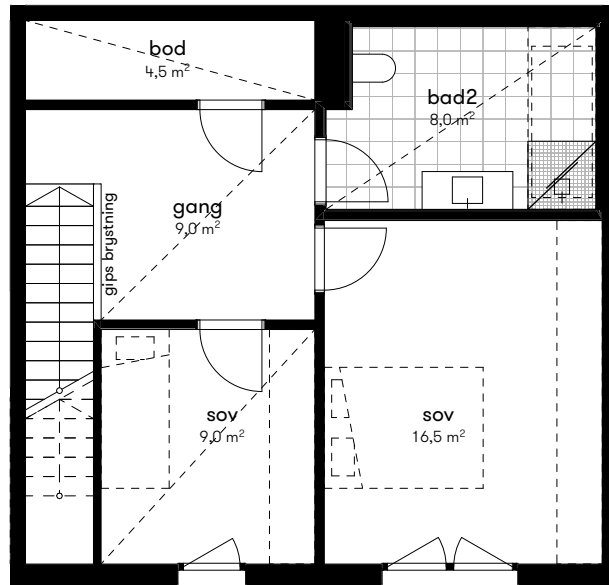 bod
4,5 m²
bad2
8,0 m²
gang
9,0 m²
gips brystning
sov
9,0 m²
sov
16,5 m²